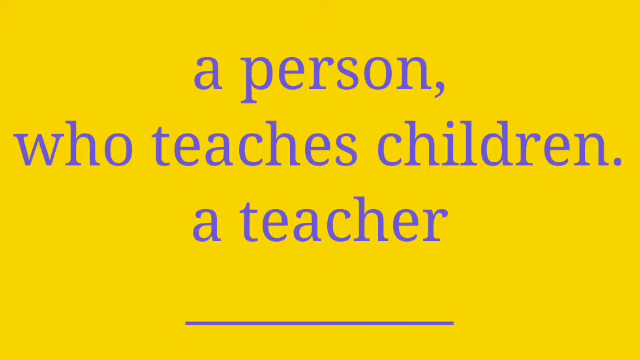 a person,
who teaches children.
a teacher